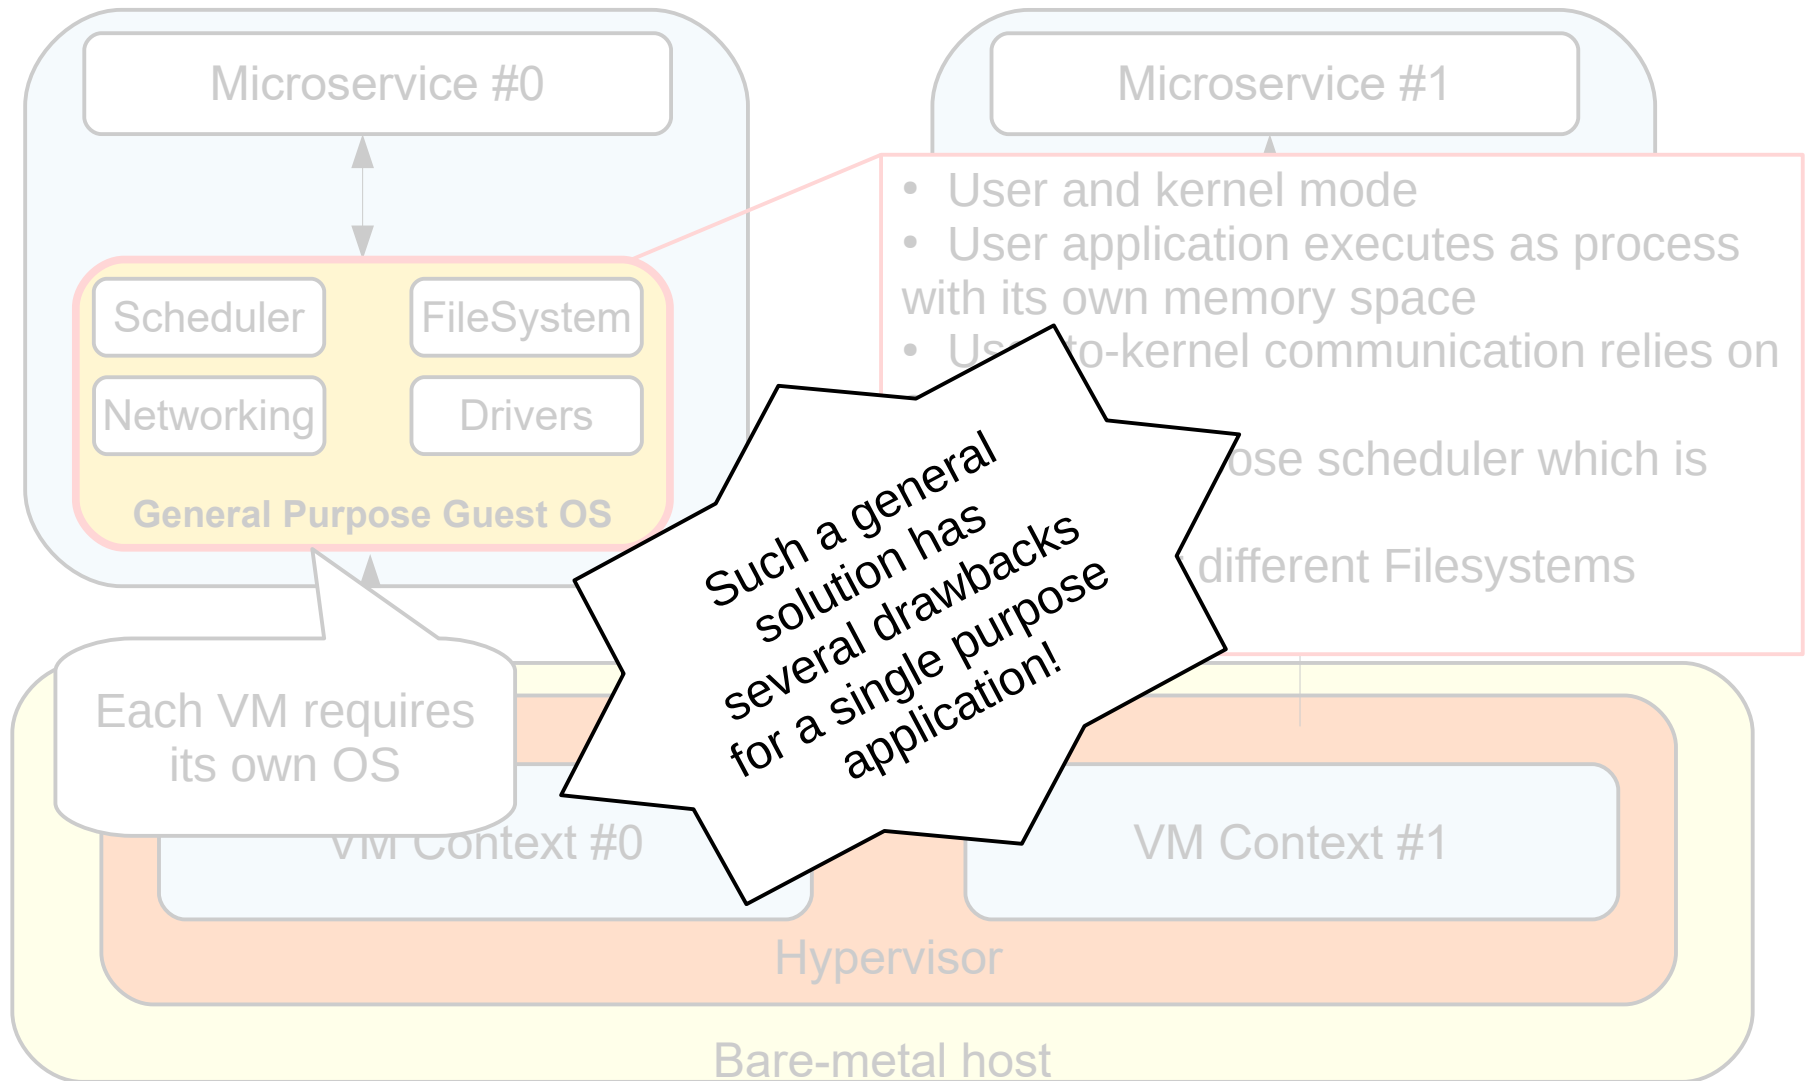 Microservice #0
Microservice #1
• User and kernel mode
• User application executes as process
with its own memory space
• to-kernel communication relies on
scheduler which is
different Filesystems
Scheduler
FileSystem
Networking
Drivers
General Purpose Guest OS
Such a general
solution has
several drawbacks
for a single purpose
application!
Each VM requires
its own OS
VM Context #0
VM Context #1
Hypervisor
Bare-metal host